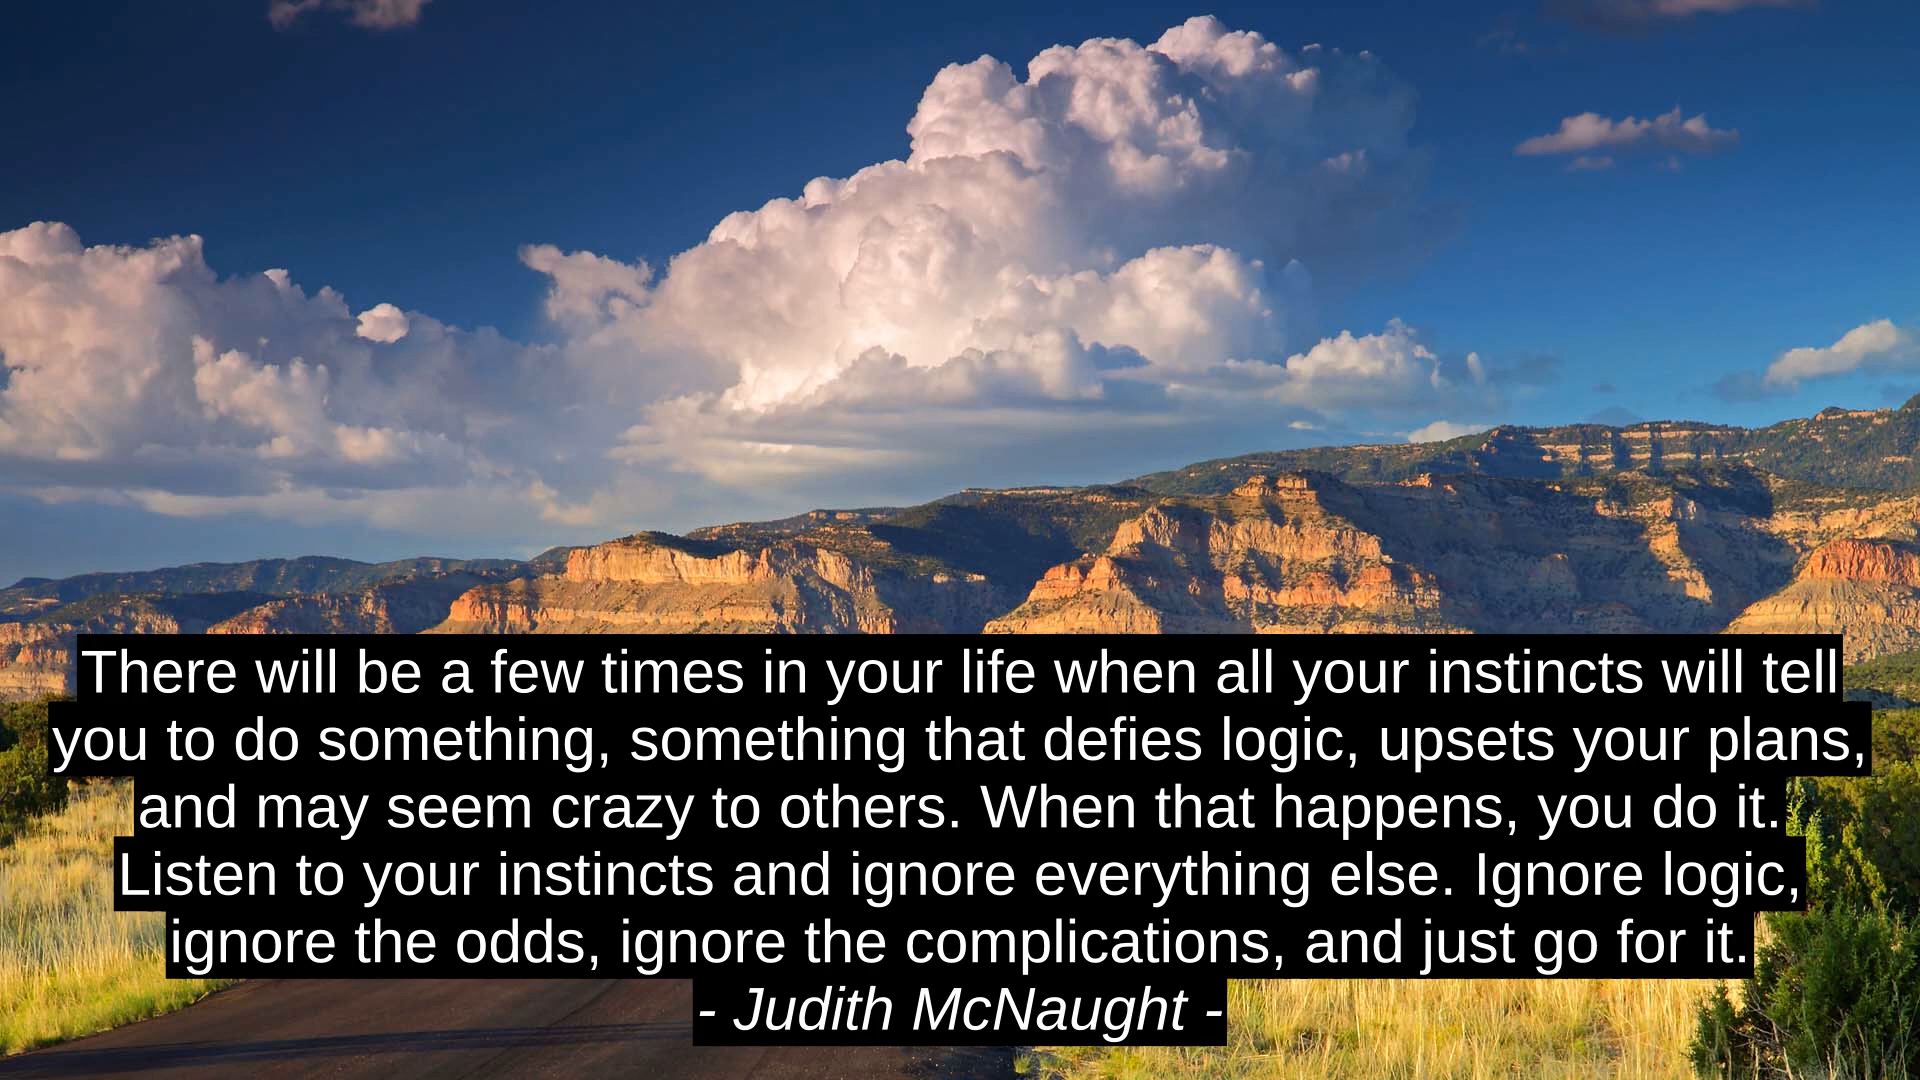 There will be a few times in your life when all your instincts will tell
you to do something, something that defies logic, upsets your plans,
and may seem crazy to others. When that happens, you do it.
Listen to your instincts and ignore everything else. Ignore logic,
ignore the odds, ignore the complications, and just go for it.
- Judith McNaught -